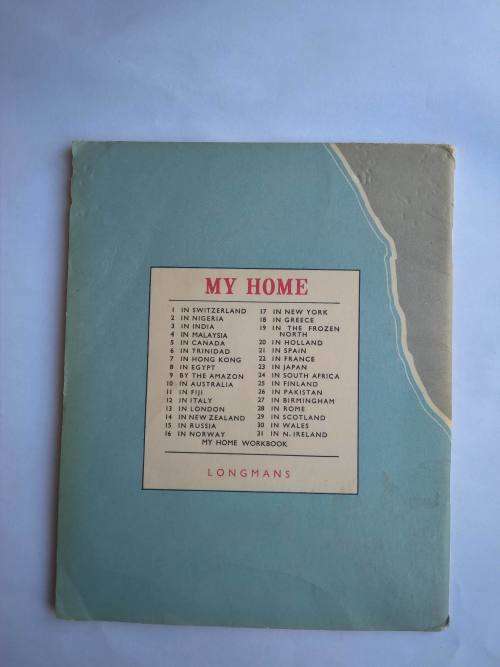 MY HOME
1 IN SWITZERLAND
2 IN NIGERIA
3 IN INDIA
4 IN MALAYSIA
5 IN CANADA
6 IN TRINIDAD
7 IN HONG KONG
8 IN EGYPT
9 BY THE AMAZON
10 IN AUSTRALIA
11 IN FIJI
12 IN ITALY
13 IN LONDON
14 IN NEW ZEALAND
15 IN RUSSIA
16 IN NORWAY
17 IN NEW YORK
18 IN GREECE
19 IN THE FROZEN
NORTH
20 IN HOLLAND
21 IN SPAIN
22 IN FRANCE
23 IN JAPAN
24 IN SOUTH AFRICA
25 IN FINLAND
26 IN PAKISTAN
27 IN BIRMINGHAM
28 IN ROME
29 IN SCOTLAND
30 IN WALES
31 IN N. IRELAND
MY HOME WORKBOOK
LONGMANS